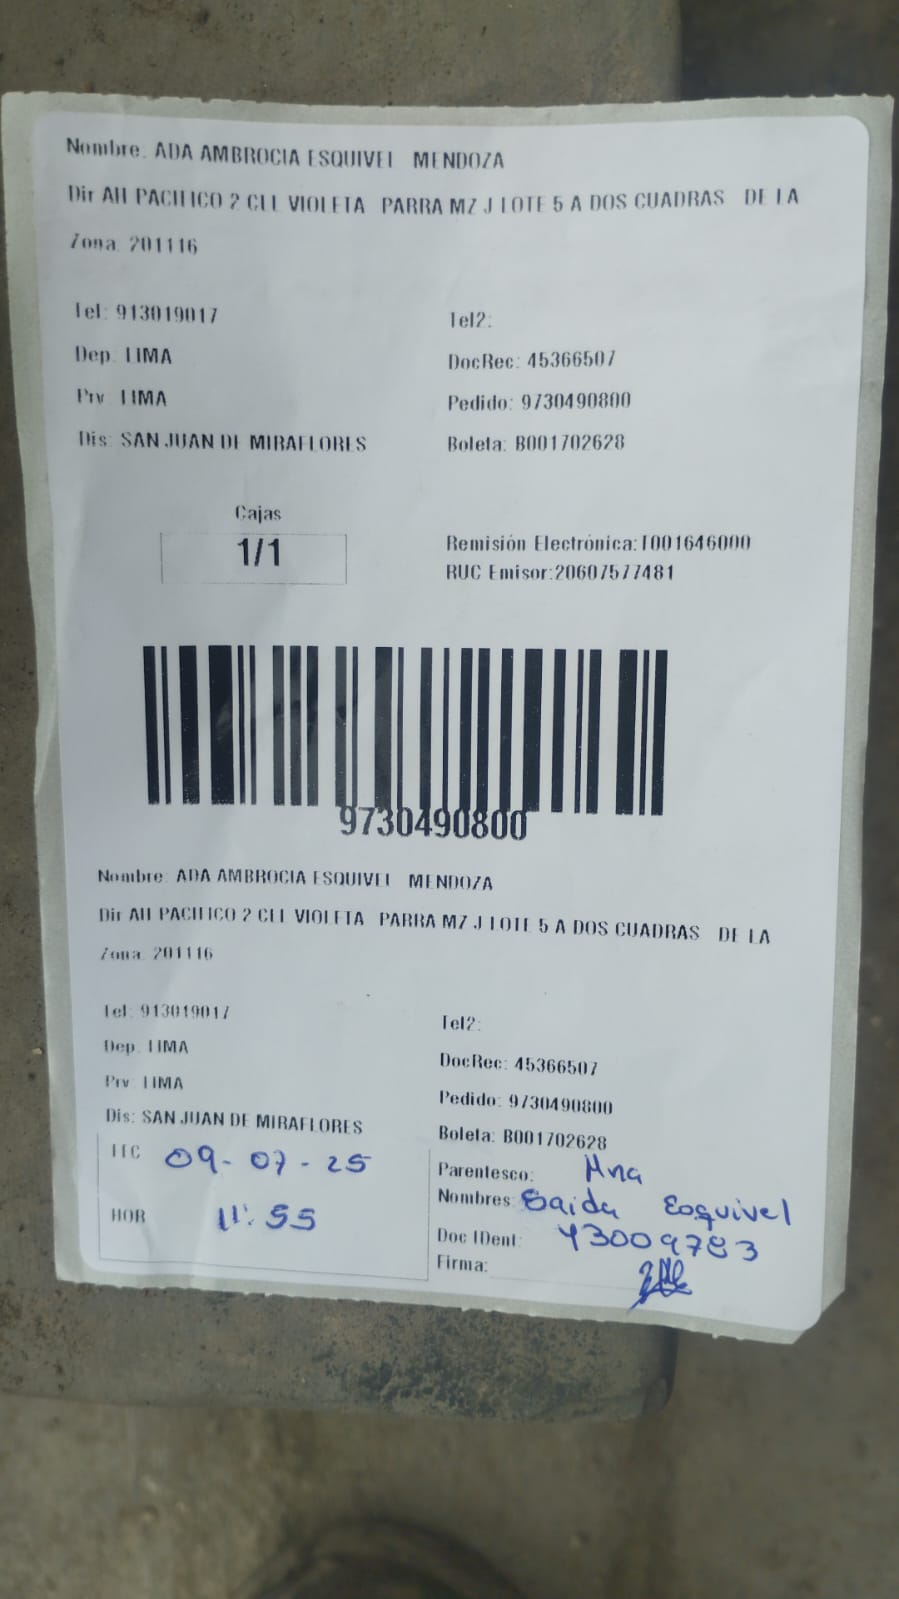 Nombre: ADA AMBROCIA ESQUIVEL MENDOZA
Dir AH PACIFICO 2 CLL VIOLETA PARRA MZ J LOTE 5 A DOS CUADRAS DE LA
Zona: 201116
Tel: 913019017 Tel2:
Dep: LIMA DocRec: 45366507
Prv: LIMA Pedido: 9730490800
Dis: SAN JUAN DE MIRAFLORES Boleta: B001702628
Cajas
1/1
Remisión Electrónica:T001646000
RUC Emisor:20607577481
9730490800
Nombre: ADA AMBROCIA ESQUIVEL MENDOZA
Dir AH PACIFICO 2 CLL VIOLETA PARRA MZ J LOTE 5 A DOS CUADRAS DE LA
Zona: 201116
Tel: 913019017 Tel2:
Dep: LIMA DocRec: 45366507
Prv: LIMA Pedido: 9730490800
Dis: SAN JUAN DE MIRAFLORES Boleta: B001702628
09-07-25
HOR 11:55
Parentesco: Hna
Nombres: Saida Esquivel
Doc IDent: 43009783
Firma: